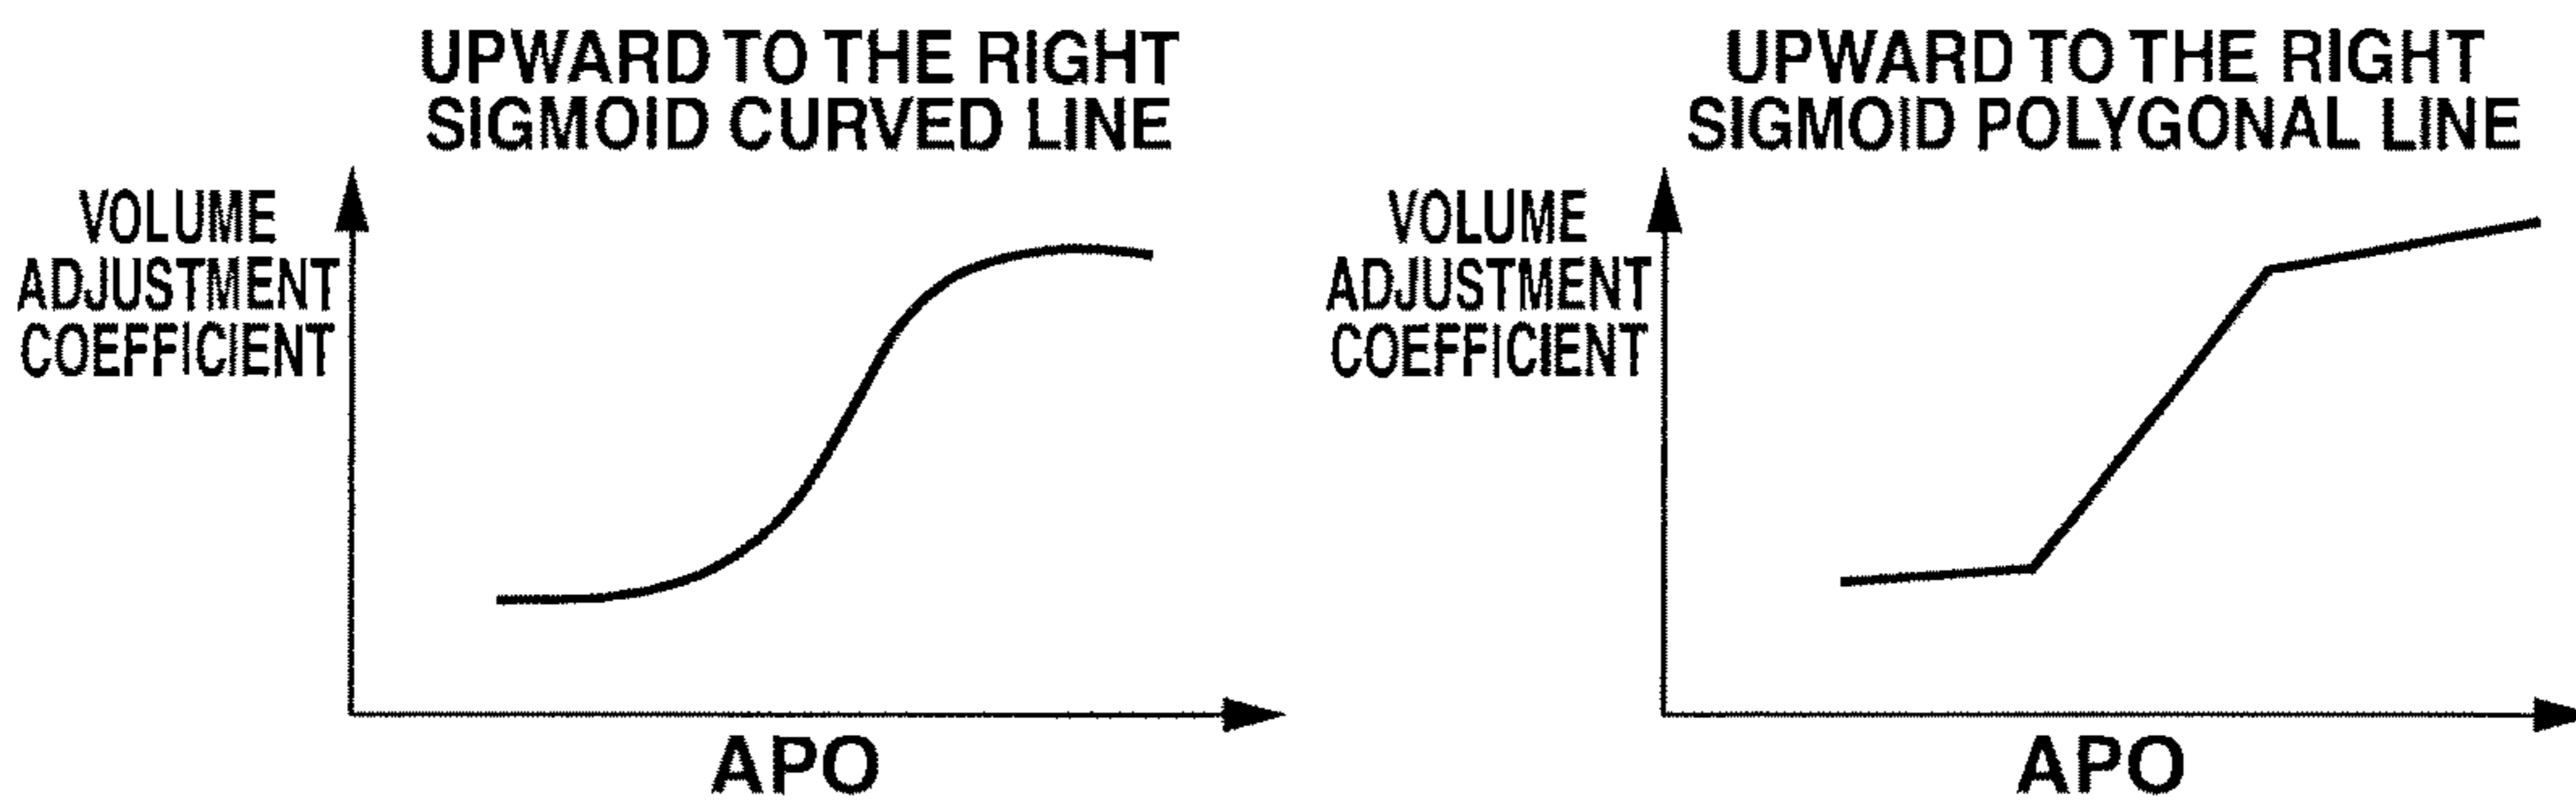 UPWARD TO THE RIGHT
SIGMOID CURVED LINE
VOLUME
ADJUSTMENT
COEFFICIENT
APO
UPWARD TO THE RIGHT
SIGMOID POLYGONAL LINE
VOLUME
ADJUSTMENT
COEFFICIENT
APO